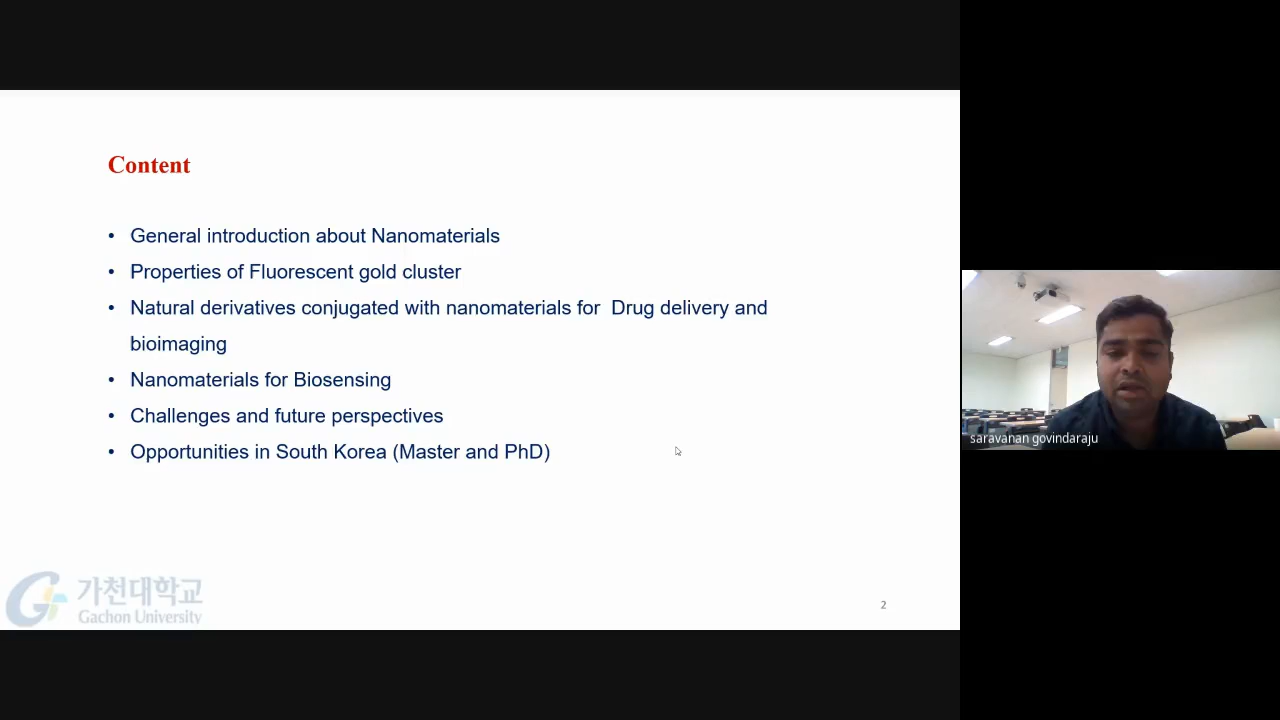 Content
• General introduction about Nanomaterials
• Properties of Fluorescent gold cluster
• Natural derivatives conjugated with nanomaterials for Drug delivery and
bioimaging
• Nanomaterials for Biosensing
• Challenges and future perspectives
• Opportunities in South Korea (Master and PhD)
saravanan govindaraju
가천대학교
Gachon University
2